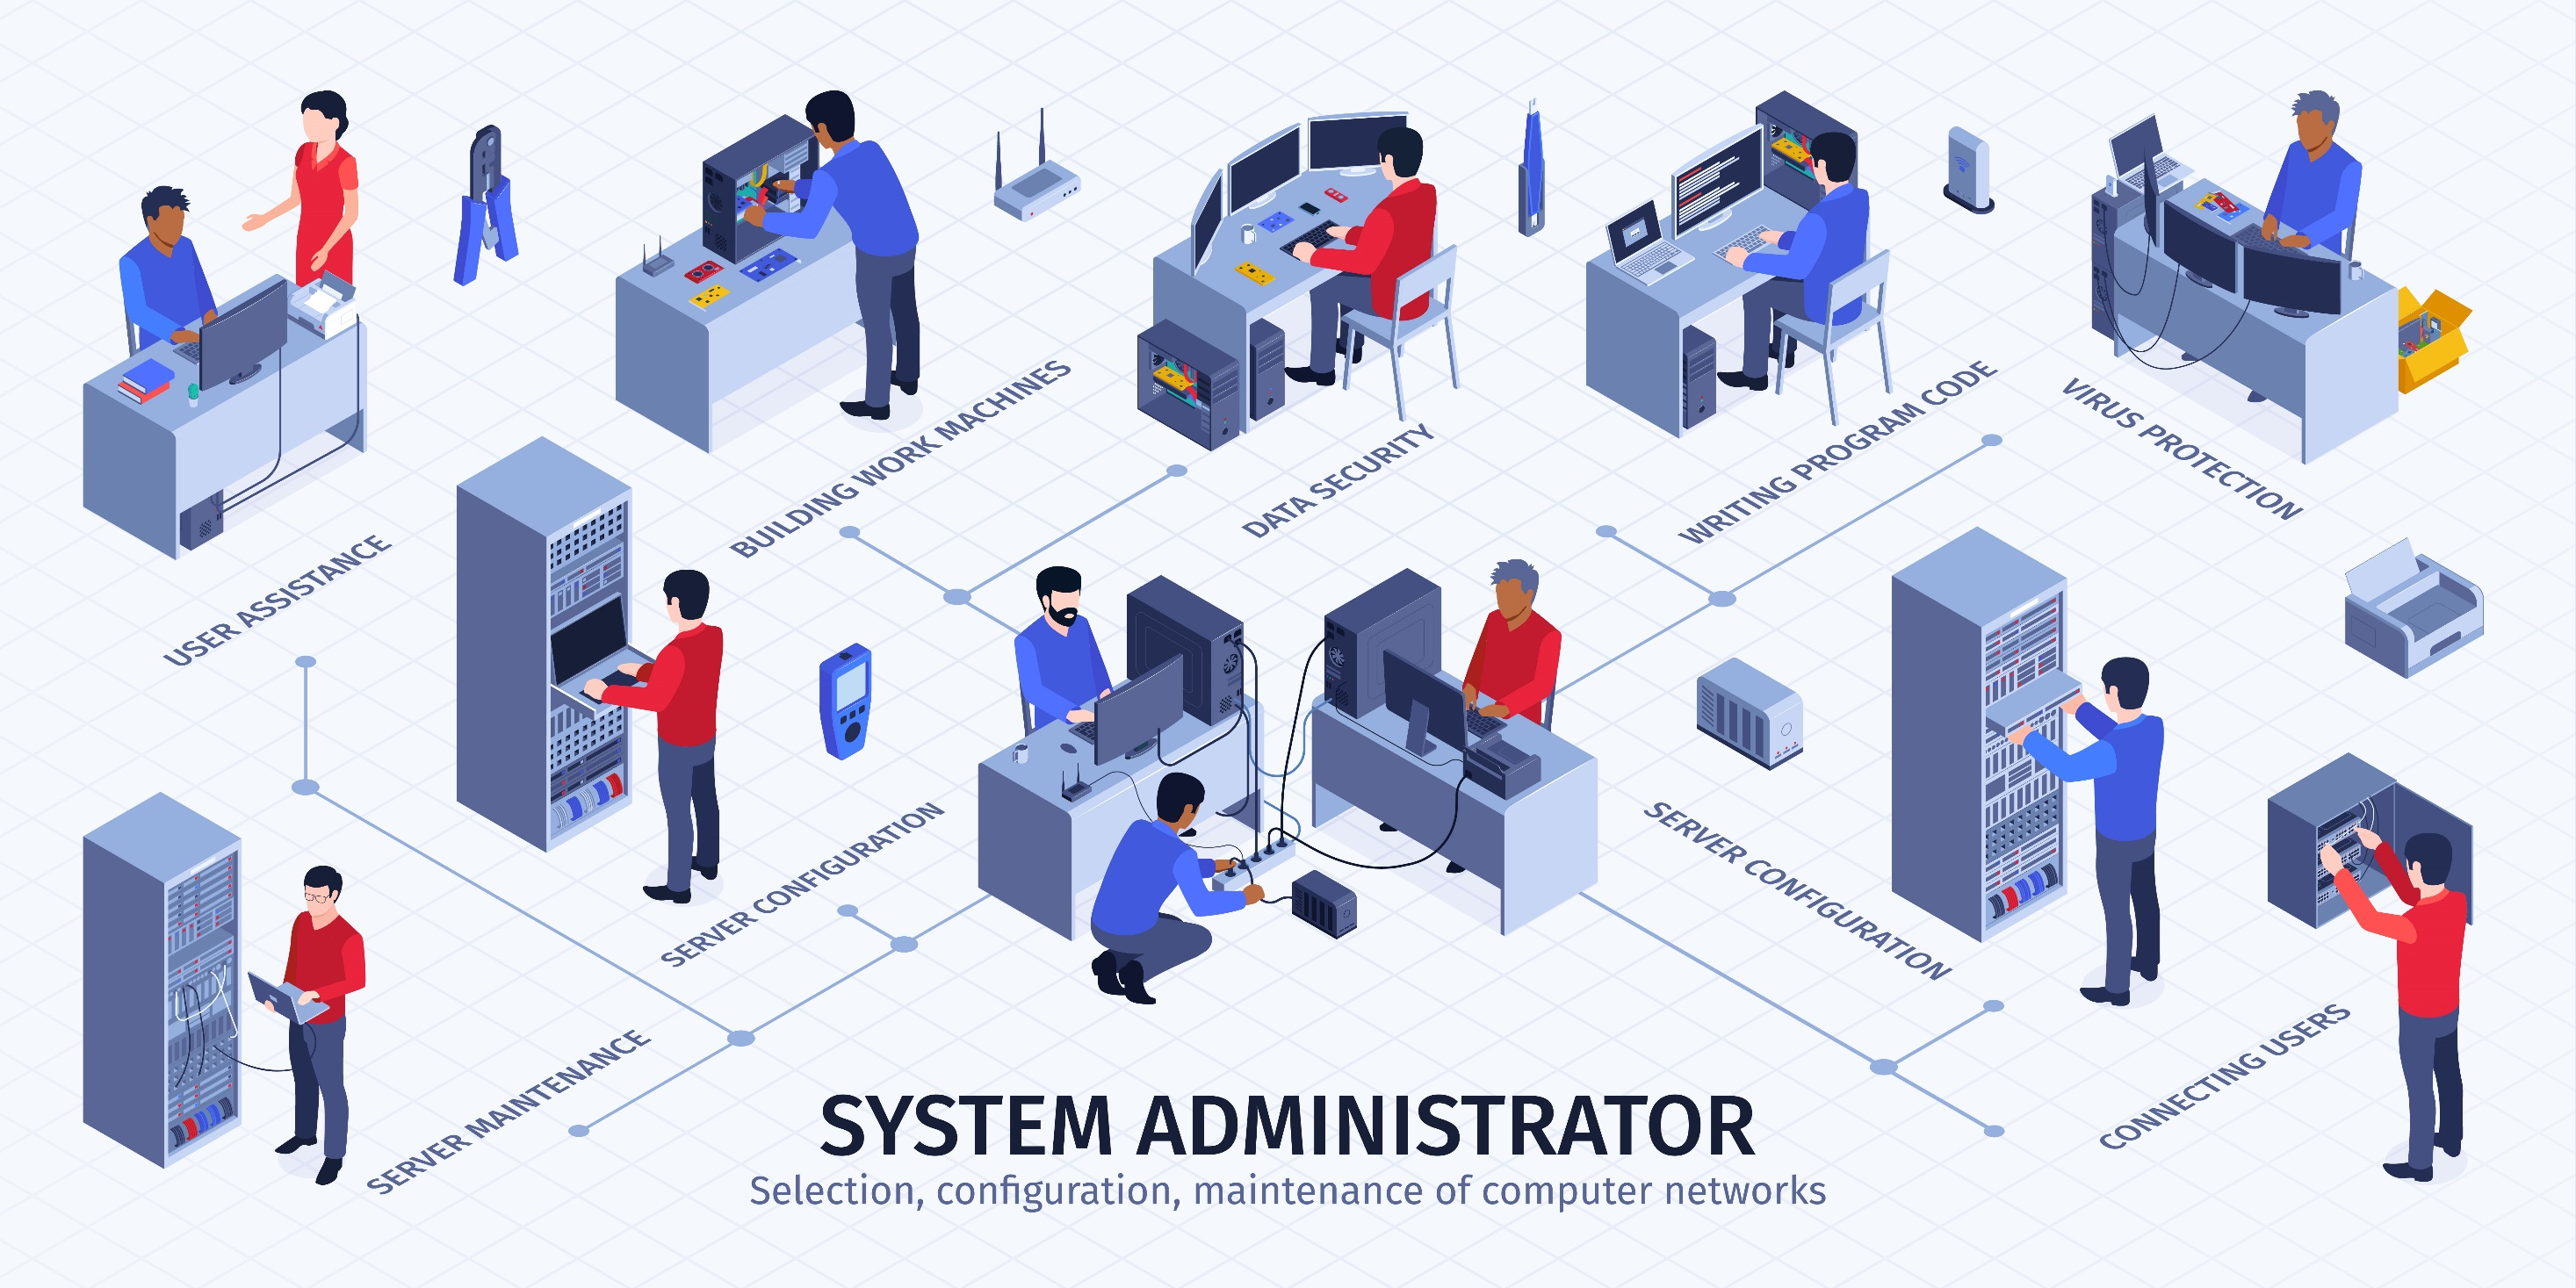 USER ASSISTANCE
BUILDING WORK MACHINES
DATA SECURITY
WRITING PROGRAM CODE
VIRUS PROTECTION
SERVER CONFIGURATION
SERVER CONFIGURATION
SERVER MAINTENANCE
CONNECTING USERS
SYSTEM ADMINISTRATOR
Selection, configuration, maintenance of computer networks